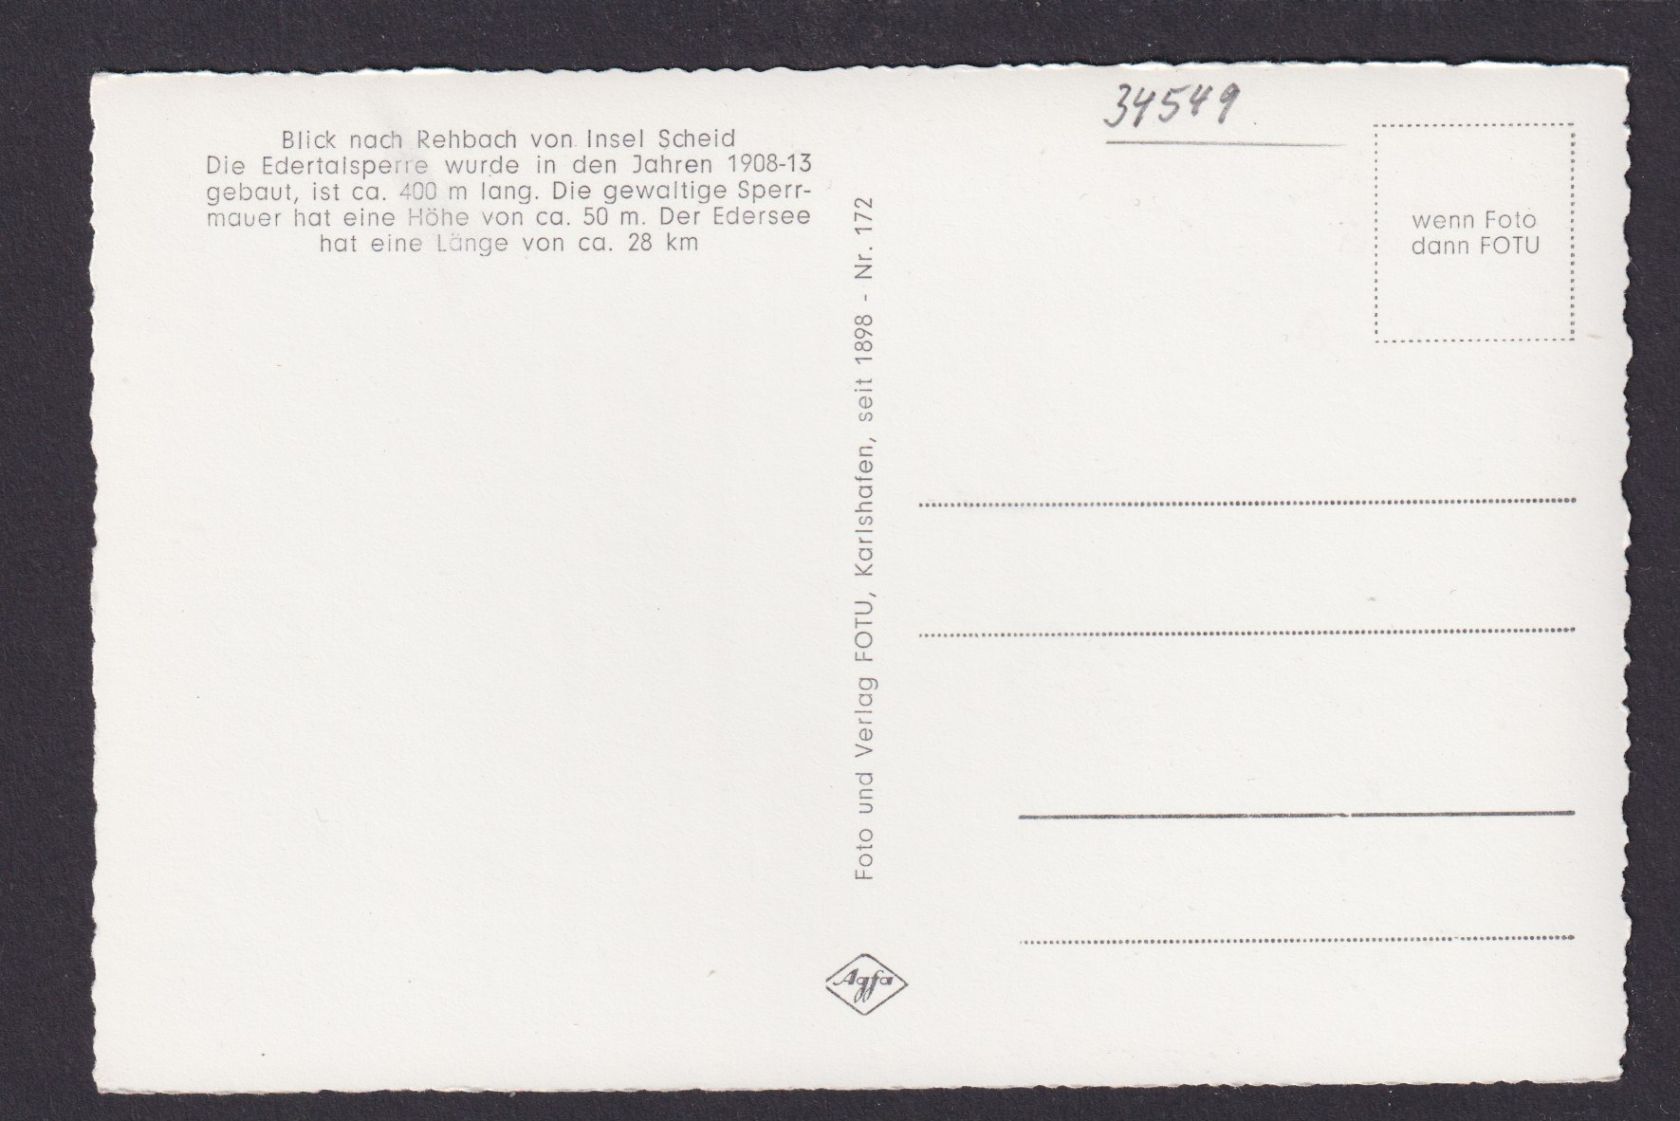 Blick nach Rehbach von Insel Scheid
Die Edertalsperre wurde in den Jahren 1908-13
gebaut, ist ca. 400 m lang. Die gewaltige Sperr-
mauer hat eine Höhe von ca. 50 m. Der Edersee
hat eine Länge von ca. 28 km
Foto und Verlag FOTU, Karlshafen, seit 1898 - Nr. 172
Agfa
34549
wenn Foto
dann FOTU